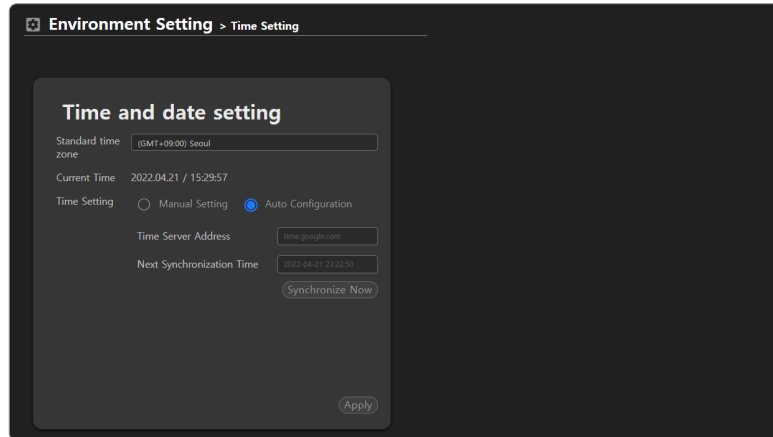 Environment Setting > Time Setting
Time and date setting
Standard time zone
(GMT+09:00) Seoul
Current Time 2022.04.21 / 15:29:57
Time Setting Manual Setting Auto Configuration
Time Server Address time.google.com
Next Synchronization Time 2022-04-21 23:22:50
Synchronize Now
Apply